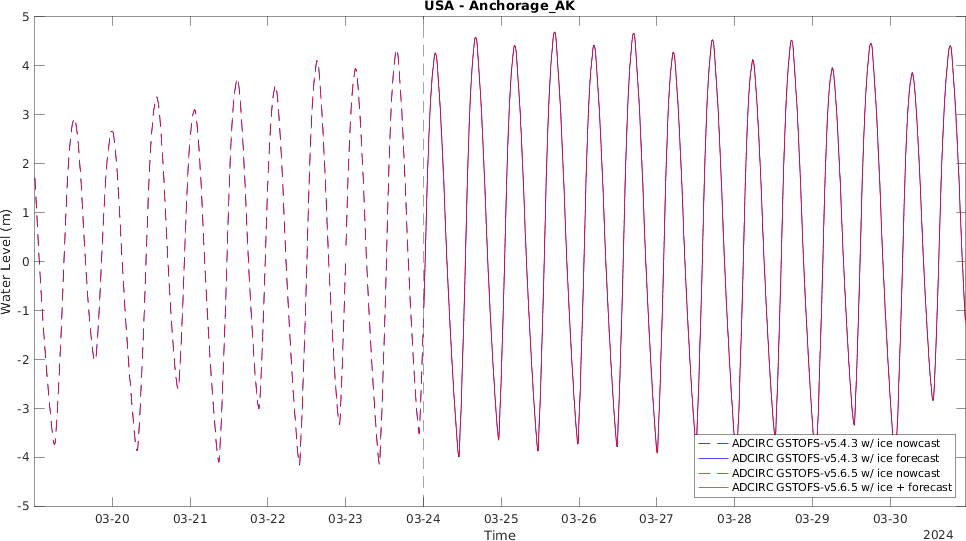 USA - Anchorage_AK
5
4
3
2
1
0
-1
-2
-3
-4
-5
Water Level (m)
ADCIRC GSTOFS-v5.4.3 w/ ice nowcast
ADCIRC GSTOFS-v5.4.3 w/ ice forecast
ADCIRC GSTOFS-v5.6.5 w/ ice nowcast
ADCIRC GSTOFS-v5.6.5 w/ ice + forecast
03-20 03-21 03-22 03-23 03-24 03-25 03-26 03-27 03-28 03-29 03-30
Time 2024